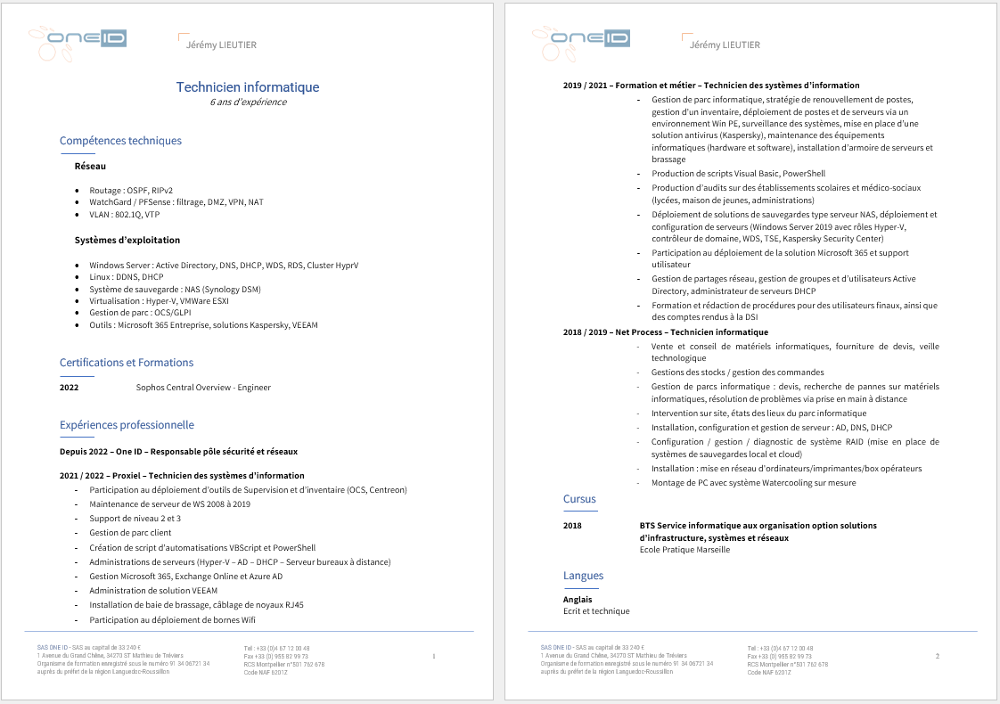 ONEID
Jérémy LIEUTIER
Technicien informatique
6 ans d'expérience
Compétences techniques
Réseau
● Routage : OSPF, RIPv2
● WatchGard / PFSense : filtrage, DMZ, VPN, NAT
● VLAN : 802.1Q, VTP
Systèmes d'exploitation
● Windows Server : Active Directory, DNS, DHCP, WDS, RDS, Cluster HyprV
● Linux : DDNS, DHCP
● Système de sauvegarde : NAS (Synology DSM)
● Virtualisation : Hyper-V, VMWare ESXI
● Gestion de parc : OCS/GLPI
● Outils : Microsoft 365 Entreprise, solutions Kaspersky, VEEAM
Certifications et Formations
2022 Sophos Central Overview - Engineer
Expériences professionnelle
Depuis 2022 – One ID – Responsable pôle sécurité et réseaux
2021 / 2022 – Proxiel – Technicien des systèmes d'information
- Participation au déploiement d'outils de Supervision et d'inventaire (OCS, Centreon)
- Maintenance de serveur de WS 2008 à 2019
- Support de niveau 2 et 3
- Gestion de parc client
- Création de script d'automatisations VBScript et PowerShell
- Administrations de serveurs (Hyper-V – AD – DHCP – Serveur bureaux à distance)
- Gestion Microsoft 365, Exchange Online et Azure AD
- Administration de solution VEEAM
- Installation de baie de brassage, câblage de noyaux RJ45
- Participation au déploiement de bornes Wifi
SAS ONE ID - SAS au capital de 33 240 €
1 Avenue du Grand Chêne, 34270 ST Mathieu de Tréviers
Organisme de formation enregistré sous le numéro 91 34 06721 34
auprès du préfet de la région Languedoc-Roussillon
Tel : +33 (0)4 67 12 00 48
Fax +33 (0) 955 82 99 73
RCS Montpellier n°501 762 678
Code NAF 6201Z
1
ONEID
Jérémy LIEUTIER
2019 / 2021 – Formation et métier – Technicien des systèmes d'information
- Gestion de parc informatique, stratégie de renouvellement de postes,
gestion d'un inventaire, déploiement de postes et de serveurs via un
environnement Win PE, surveillance des systèmes, mise en place d'une
solution antivirus (Kaspersky), maintenance des équipements
informatiques (hardware et software), installation d'armoire de serveurs et
brassage
- Production de scripts Visual Basic, PowerShell
- Production d'audits sur des établissements scolaires et médico-sociaux
(lycées, maison de jeunes, administrations)
- Déploiement de solutions de sauvegardes type serveur NAS, déploiement et
configuration de serveurs (Windows Server 2019 avec rôles Hyper-V,
contrôleur de domaine, WDS, TSE, Kaspersky Security Center)
- Participation au déploiement de la solution Microsoft 365 et support
utilisateur
- Gestion de partages réseau, gestion de groupes et d'utilisateurs Active
Directory, administrateur de serveurs DHCP
- Formation et rédaction de procédures pour des utilisateurs finaux, ainsi que
des comptes rendus à la DSI
2018 / 2019 – Net Process – Technicien informatique
- Vente et conseil de matériels informatiques, fourniture de devis, veille
technologique
- Gestions des stocks / gestion des commandes
- Gestion de parcs informatique : devis, recherche de pannes sur matériels
informatiques, résolution de problèmes via prise en main à distance
- Intervention sur site, états des lieux du parc informatique
- Installation, configuration et gestion de serveur : AD, DNS, DHCP
- Configuration / gestion / diagnostic de système RAID (mise en place de
systèmes de sauvegardes local et cloud)
- Installation : mise en réseau d'ordinateurs/imprimantes/box opérateurs
- Montage de PC avec système Watercooling sur mesure
Cursus
2018 BTS Service informatique aux organisation option solutions
d'infrastructure, systèmes et réseaux
Ecole Pratique Marseille
Langues
Anglais
Ecrit et technique
SAS ONE ID - SAS au capital de 33 240 €
1 Avenue du Grand Chêne, 34270 ST Mathieu de Tréviers
Organisme de formation enregistré sous le numéro 91 34 06721 34
auprès du préfet de la région Languedoc-Roussillon
Tel : +33 (0)4 67 12 00 48
Fax +33 (0) 955 82 99 73
RCS Montpellier n°501 762 678
Code NAF 6201Z
2